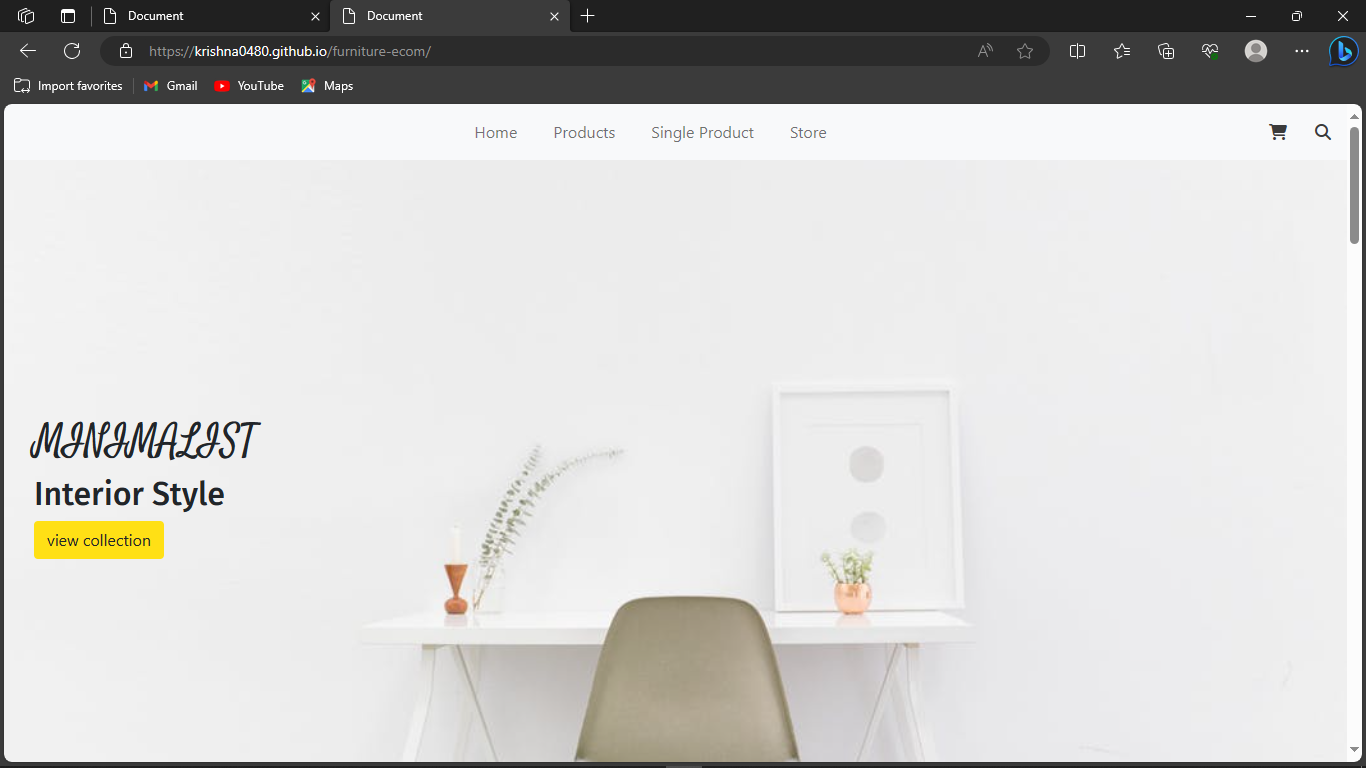 Document
Document
https://krishna0480.github.io/furniture-ecom/
Import favorites
Gmail
YouTube
Maps
Home
Products
Single Product
Store
MINIMALIST
Interior Style
view collection